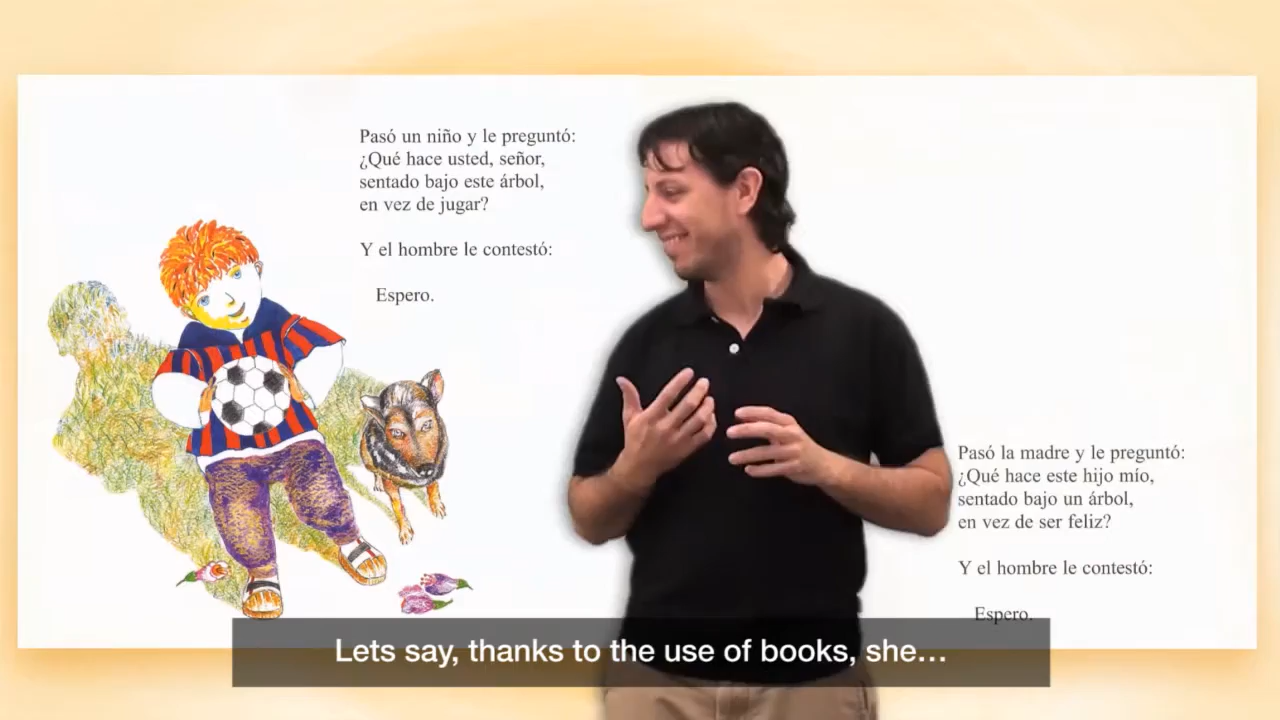 Pasó un niño y le preguntó:
¿Qué hace usted, señor,
sentado bajo este árbol,
en vez de jugar?
Y el hombre le contestó:
Espero.
Pasó la madre y le preguntó:
¿Qué hace este hijo mío,
sentado bajo un árbol,
en vez de ser feliz?
Y el hombre le contestó:
Espero.
Lets say, thanks to the use of books, she...